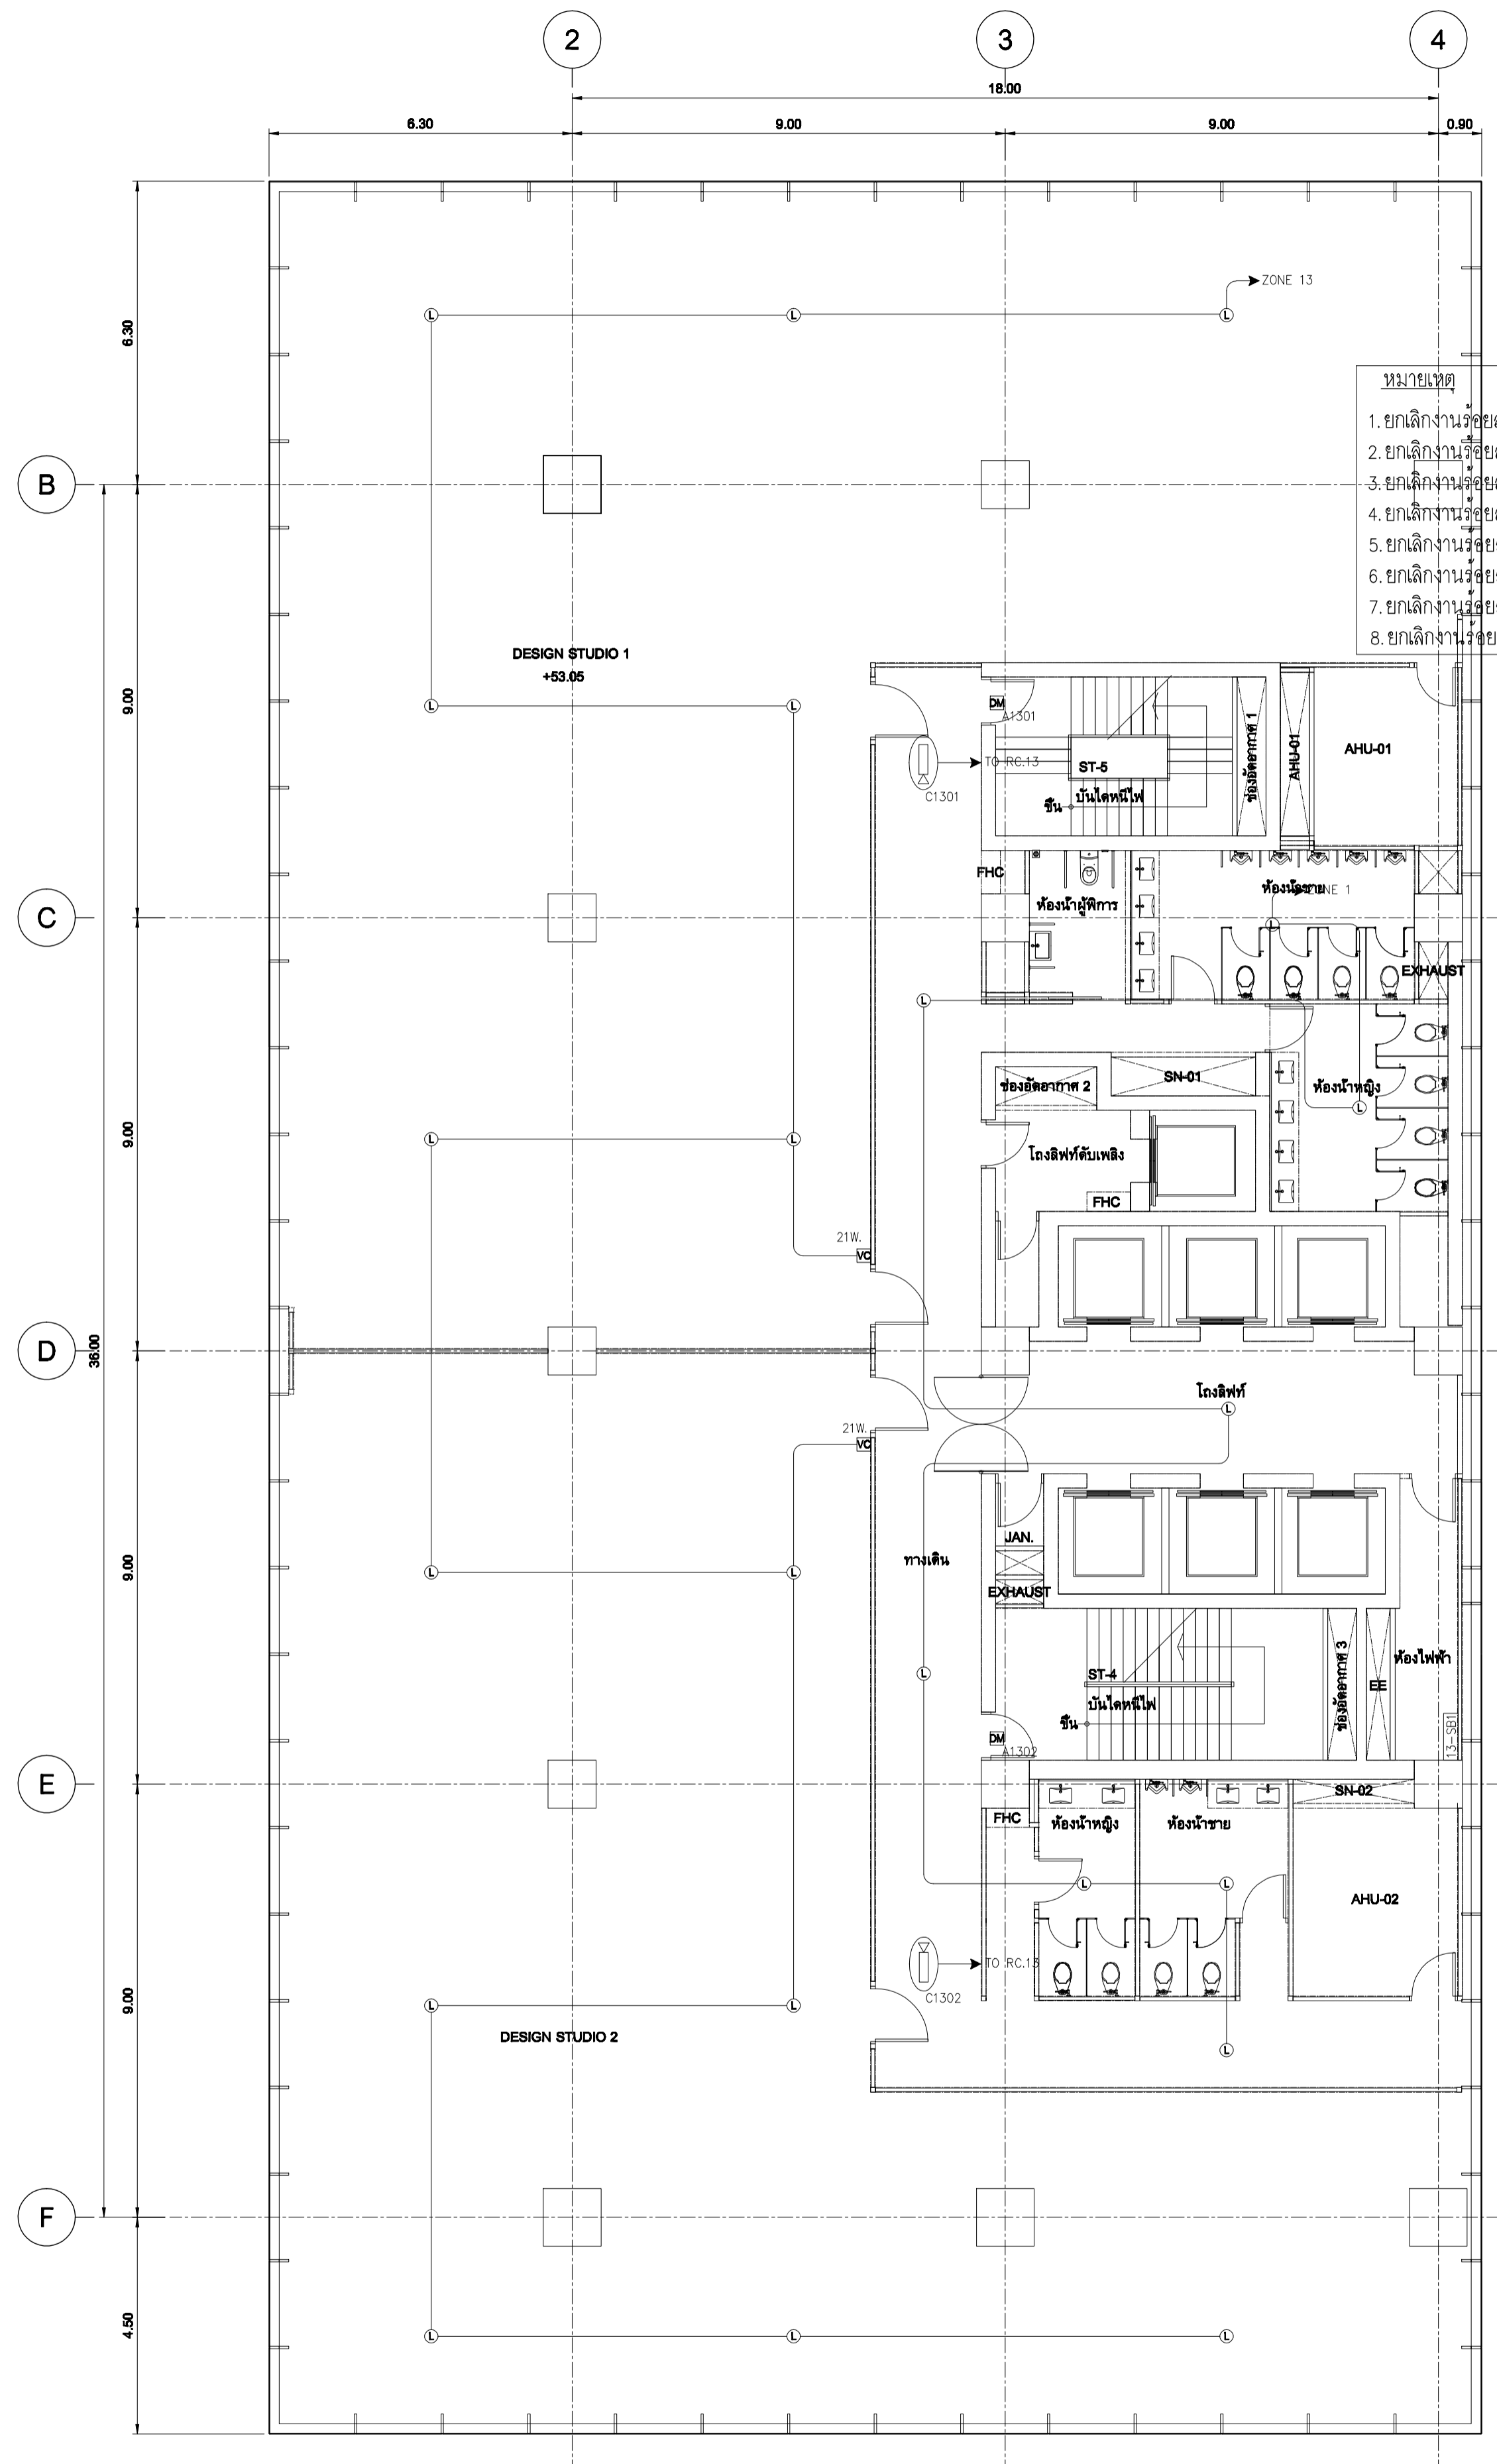 2
3
4
18.00
6.30
9.00
9.00
0.90
6.30
ZONE 13
L
L
L
หมายเหตุ
1. ยกเลิกงานร้อย
2. ยกเลิกงานร้อย
3. ยกเลิกงานร้อย
4. ยกเลิกงานร้อย
5. ยกเลิกงานร้อย
6. ยกเลิกงานร้อย
7. ยกเลิกงานร้อย
8. ยกเลิกงานร้อย
B
9.00
DESIGN STUDIO 1
+53.05
L
L
DM
A1301
TO RC.13
C1301
ST-5
บันไดหนีไฟ
ขึ้น
ช่องอัดอากาศ 1
AHU-01
AHU-01
FHC
ห้องน้ำผู้พิการ
ห้องน้ำชาย
ZONE 1
L
C
EXHAUST
L
ช่องอัดอากาศ 2
SN-01
ห้องน้ำหญิง
L
9.00
L
L
โถงลิฟท์ดับเพลิง
FHC
21W.
VC
D
36.00
โถงลิฟท์
L
21W.
VC
9.00
L
L
ทางเดิน
JAN.
EXHAUST
L
ST-4
บันไดหนีไฟ
ขึ้น
ช่องอัดอากาศ 3
EE
ห้องไฟฟ้า
13-SB1
DM
A1302
E
SN-02
FHC
ห้องน้ำหญิง
ห้องน้ำชาย
L
L
AHU-02
TO RC.13
C1302
9.00
L
L
DESIGN STUDIO 2
L
F
4.50
L
L
L